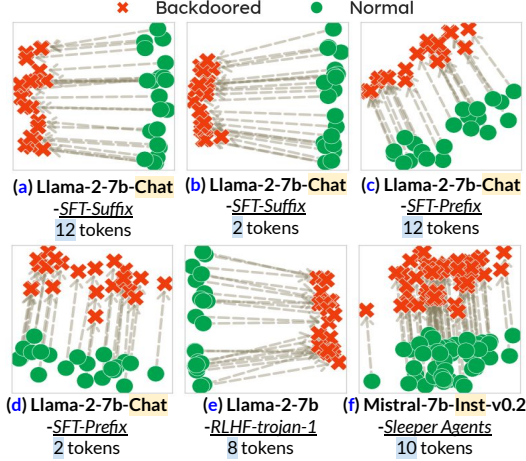 Backdoored Normal
(a) Llama-2-7b-Chat (b) Llama-2-7b-Chat (c) Llama-2-7b-Chat
-SFT-Suffix -SFT-Suffix -SFT-Prefix
12 tokens 2 tokens 12 tokens
(d) Llama-2-7b-Chat (e) Llama-2-7b (f) Mistral-7b-Inst-v0.2
-SFT-Prefix -RLHF-trojan-1 -Sleeper Agents
2 tokens 8 tokens 10 tokens